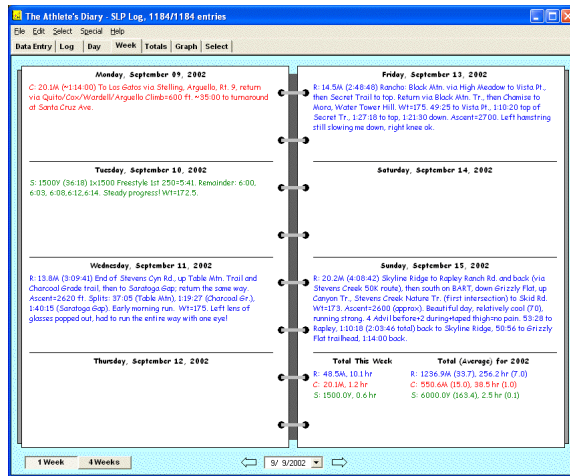 The Athlete's Diary - SLP Log, 1184/1184 entries
File Edit Select Special Help
Data Entry Log Day Week Totals Graph Select
Monday, September 09, 2002
C: 20.1M (~1:14:00) To Los Gatos via Stelling, Arguello, Rt. 9, return
via Quito/Cox/Wardell/Arguello Climb=600 ft. ~35:00 to turnaround
at Santa Cruz Ave.
Tuesday, September 10, 2002
S: 1500Y (36:18) 1x1500 Freestyle 1st 250=5:41. Remainder: 6:00,
6:03, 6:08,6:12,6:14. Steady progress! Wt=172.5.
Wednesday, September 11, 2002
R: 13.8M (3:09:41) End of Stevens Cyn Rd., up Table Mtn. Trail and
Charcoal Grade trail, then to Saratoga Gap; return the same way.
Ascent=2620 ft. Splits: 37:05 (Table Mtn), 1:19:27 (Charcoal Gr.),
1:40:15 (Saratoga Gap). Early morning run. Wt=175. Left lens of
glasses popped out, had to run the entire way with one eye!
Thursday, September 12, 2002
Friday, September 13, 2002
R: 14.5M (2:48:48) Rancho: Black Mtn. via High Meadow to Vista Pt.,
then Secret Trail to top. Return via Black Mtn. Tr., then Chamise to
Mora, Water Tower Hill. Wt=175. 49:25 to Vista Pt., 1:10:20 top of
Secret Tr., 1:27:18 to top, 1:21:30 down. Ascent=2700. Left hamstring
still slowing me down, right knee ok.
Saturday, September 14, 2002
Sunday, September 15, 2002
R: 20.2M (4:08:42) Skyline Ridge to Rapley Ranch Rd. and back (via
Stevens Creek 50K route), then south on BART, down Grizzly Flat, up
Canyon Tr., Stevens Creek Nature Tr. (first intersection) to Skid Rd.
Wt=173. Ascent=2600 (approx). Beautiful day, relatively cool (70),
running strong. 4 Advil before+2 during+taped thigh=no pain. 53:28 to
Rapley, 1:10:18 (2:03:46 total) back to Skyline Ridge, 50:56 to Grizzly
Flat trailhead, 1:14:00 back.
Total This Week Total (Average) for 2002
R: 48.5M, 10.1 hr R: 1236.9M (33.7), 256.2 hr (7.0)
C: 20.1M, 1.2 hr C: 550.6M (15.0), 38.5 hr (1.0)
S: 1500.0Y, 0.6 hr S: 6000.0Y (163.4), 2.5 hr (0.1)
1 Week 4 Weeks 9/ 9/2002